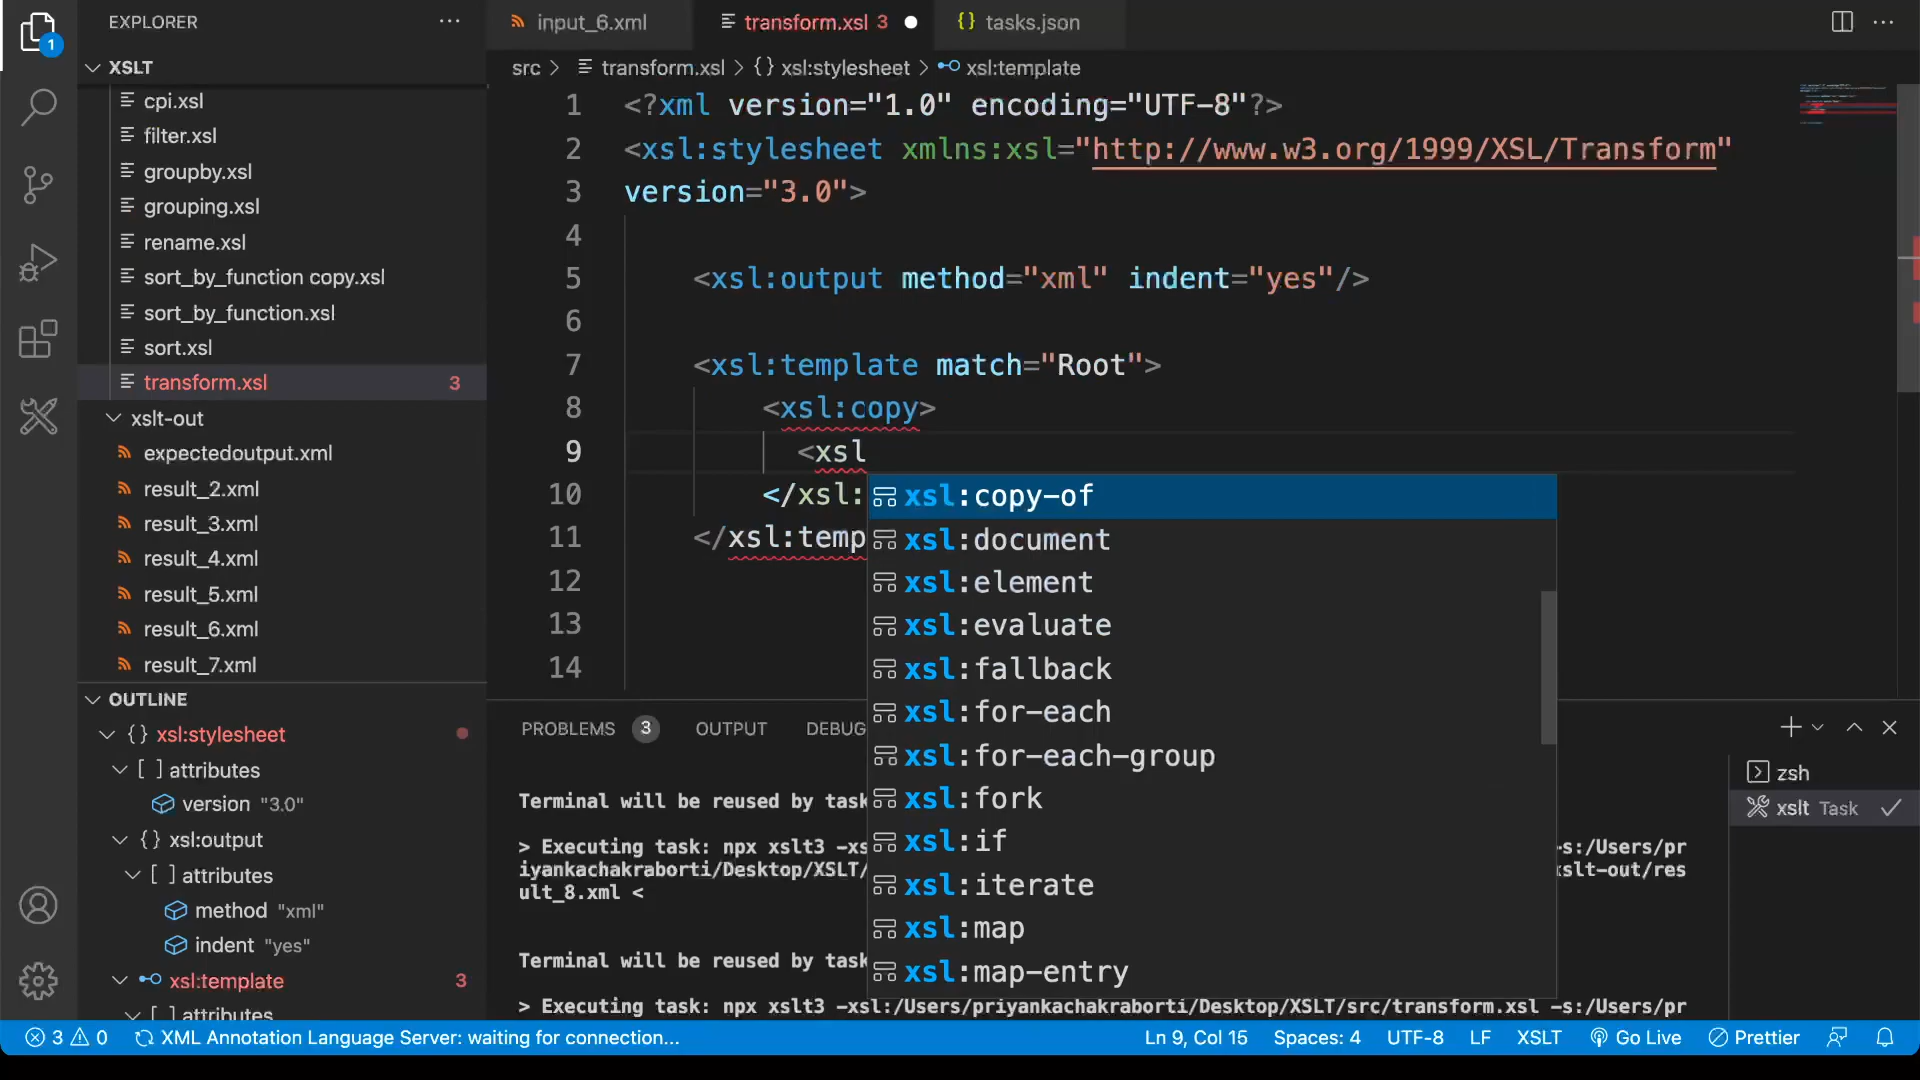 EXPLORER
input_6.xml
transform.xsl 3
{} tasks.json
1
XSLT
src > transform.xsl > {} xsl:stylesheet > xsl:template
cpi.xsl
filter.xsl
groupby.xsl
grouping.xsl
rename.xsl
sort_by_function copy.xsl
sort_by_function.xsl
sort.xsl
transform.xsl 3
xslt-out
expectedoutput.xml
result_2.xml
result_3.xml
result_4.xml
result_5.xml
result_6.xml
result_7.xml
OUTLINE
{} xsl:stylesheet
[ ] attributes
version "3.0"
{} xsl:output
[ ] attributes
method "xml"
indent "yes"
xsl:template 3
attributes
1 <?xml version="1.0" encoding="UTF-8"?>
2 <xsl:stylesheet xmlns:xsl="http://www.w3.org/1999/XSL/Transform"
3 version="3.0">
4
5 <xsl:output method="xml" indent="yes"/>
6
7 <xsl:template match="Root">
8 <xsl:copy>
9 <xsl
10 </xsl:
11 </xsl:temp
12
13
14
xsl:copy-of
xsl:document
xsl:element
xsl:evaluate
xsl:fallback
xsl:for-each
xsl:for-each-group
xsl:fork
xsl:if
xsl:iterate
xsl:map
xsl:map-entry
PROBLEMS 3 OUTPUT DEBUG
Terminal will be reused by task
> Executing task: npx xslt3 -xs -s:/Users/pr
iyankachakraborti/Desktop/XSLT/ xslt-out/res
ult_8.xml <
Terminal will be reused by task
> Executing task: npx xslt3 -xsl:/Users/priyankachakraborti/Desktop/XSLT/src/transform.xsl -s:/Users/pr
zsh
xslt Task
3 0 XML Annotation Language Server: waiting for connection... Ln 9, Col 15 Spaces: 4 UTF-8 LF XSLT Go Live Prettier